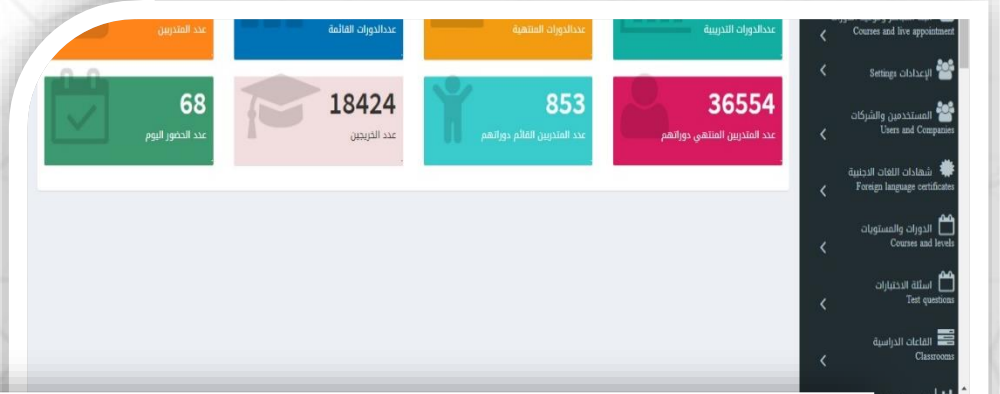 عددالدورات التدريبية
عددالدورات المنتهية
عددالدورات القائمة
عدد المتدربين
36554
عدد المتدربين المنتهي دوراتهم
853
عدد المتدربين القائم دوراتهم
18424
عدد الخريجين
68
عدد الحضور اليوم
Courses and live appointment
الإعدادات Settings
المستخدمين والشركات
Users and Companies
شهادات اللغات الاجنبية
Foreign language certificates
الدورات والمستويات
Courses and levels
اسئلة الاختبارات
Test questions
القاعات الدراسية
Classrooms